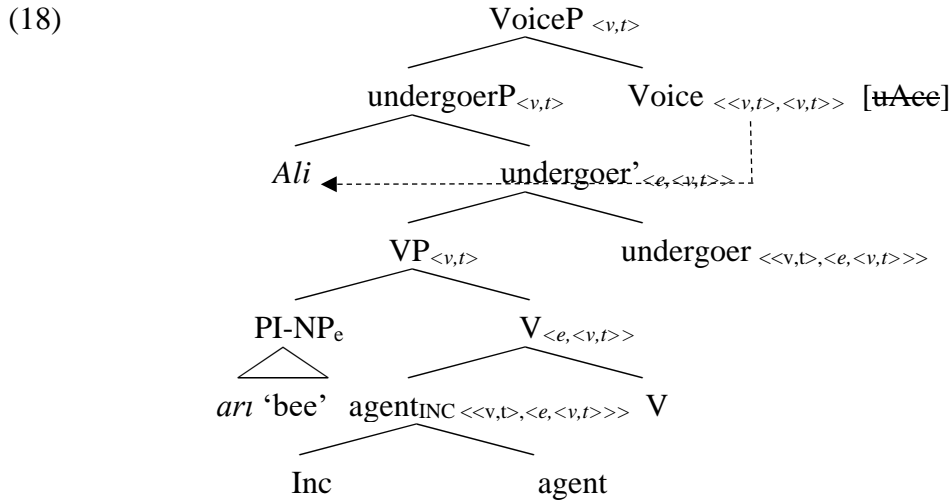 (18) VoiceP <v,t>
undergoerP<v,t> Voice <<v,t>,<v,t>> [uAcc]
Ali undergoer’<e,<v,t>>
VP<v,t> undergoer <<v,t>,<e,<v,t>>>
PI-NPe V<e,<v,t>>
arı ‘bee’ agentINC <<v,t>,<e,<v,t>>> V
Inc agent